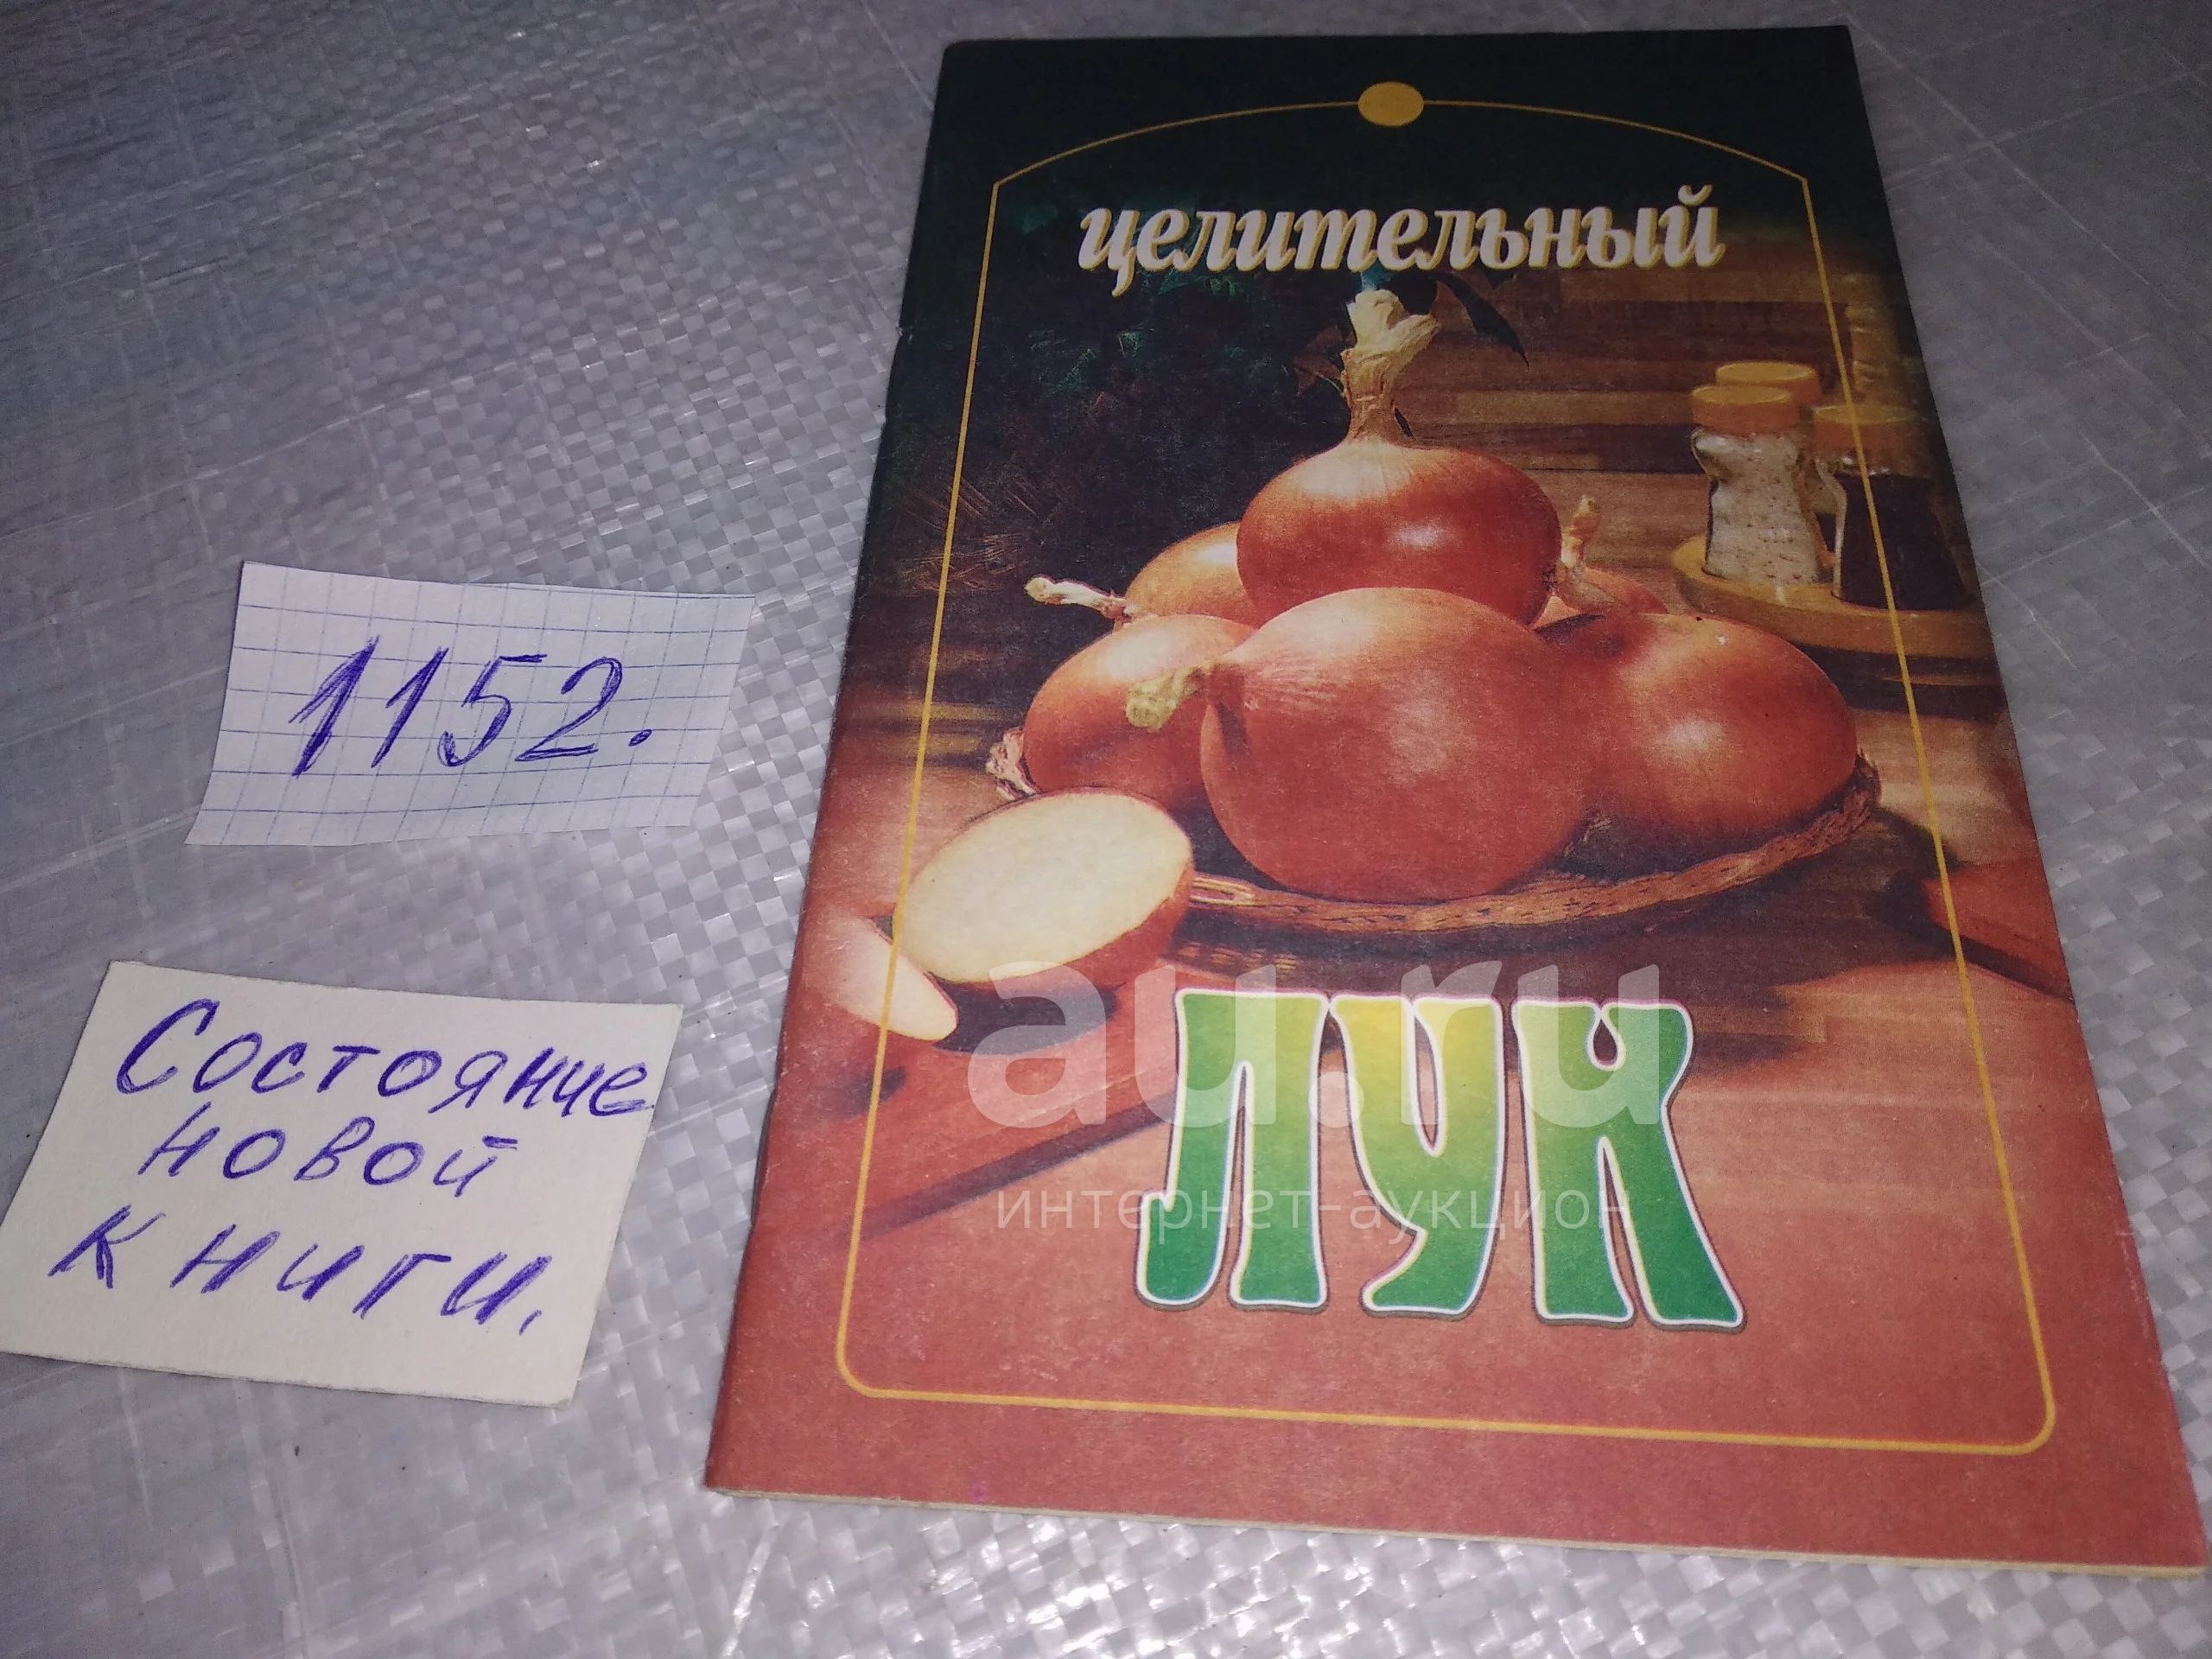 целительный
лук
1152.
Состояние
новой
книги.
au.ru
интернет-аукцион